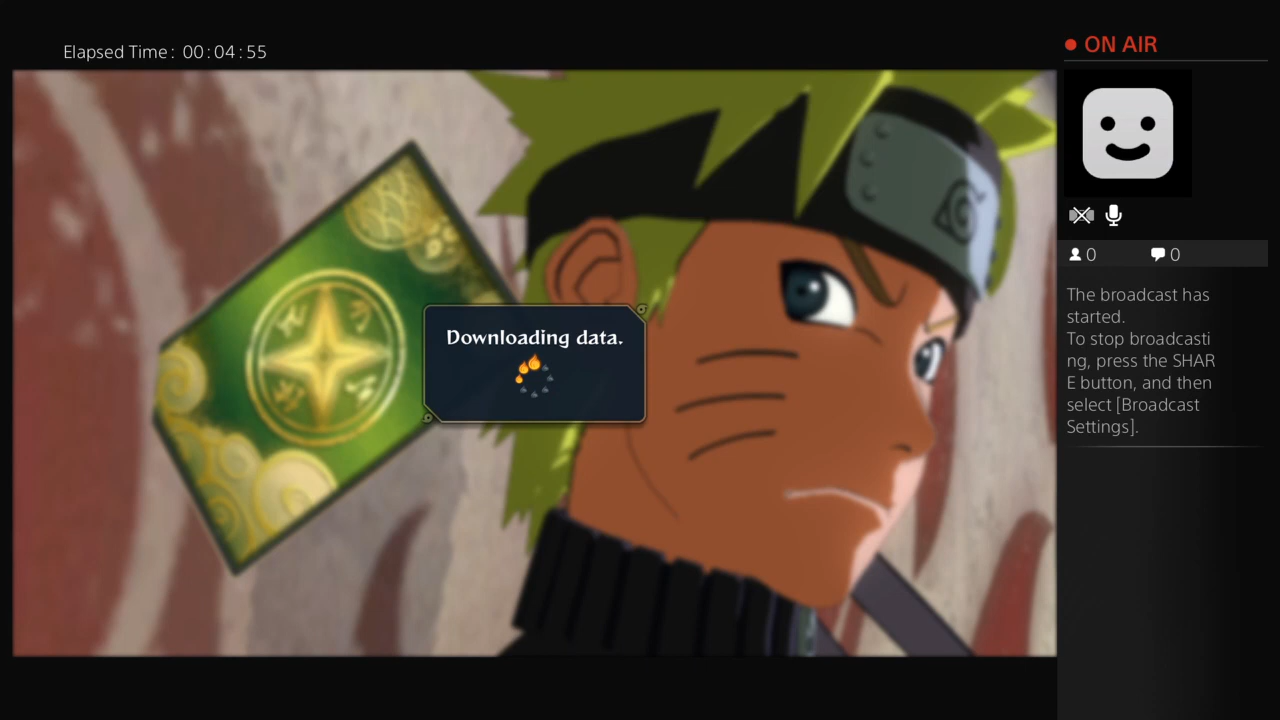 Elapsed Time: 00:04:55
ON AIR
0
0
The broadcast has
started.
To stop broadcasti
ng, press the SHAR
E button, and then
select [Broadcast
Settings].
Downloading data.